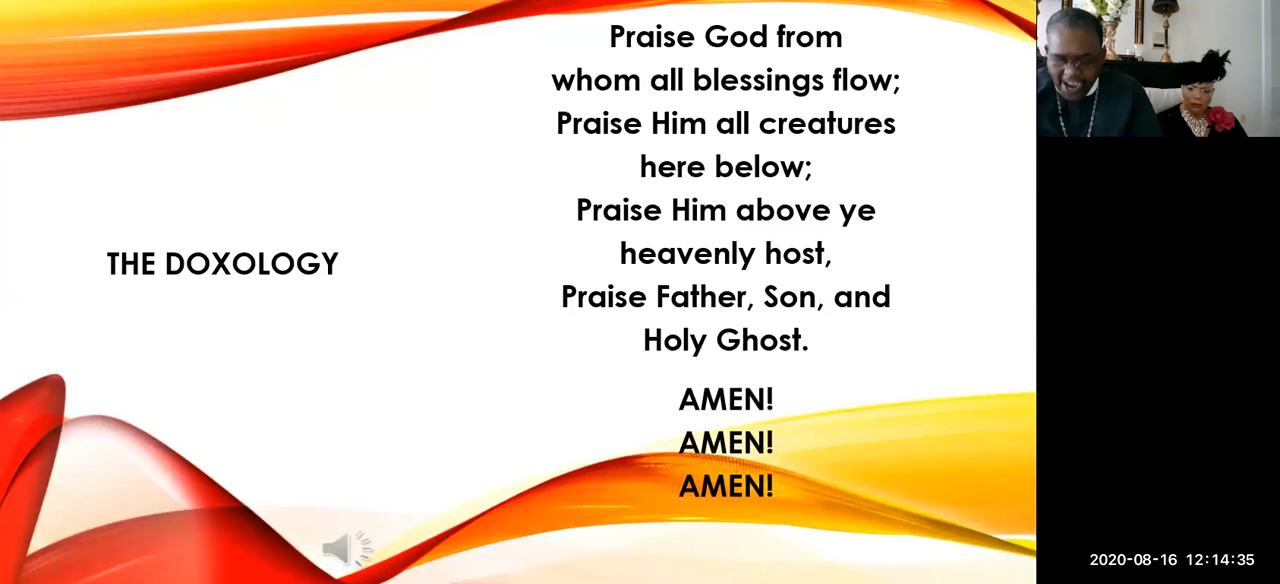 THE DOXOLOGY
Praise God from
whom all blessings flow;
Praise Him all creatures
here below;
Praise Him above ye
heavenly host,
Praise Father, Son, and
Holy Ghost.
AMEN!
AMEN!
AMEN!
2020-08-16 12:14:35